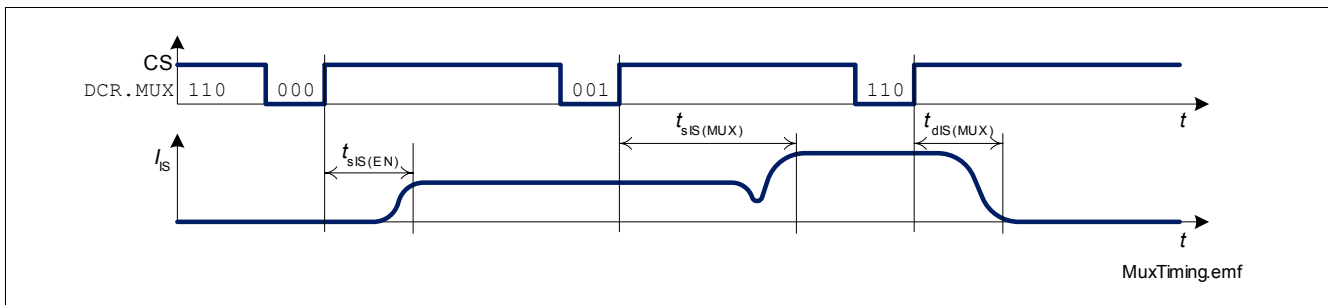 CS
DCR.MUX 110 000 001 110
t
tsIS(MUX) tdIS(MUX)
IIS tsIS(EN)
t
MuxTiming.emf